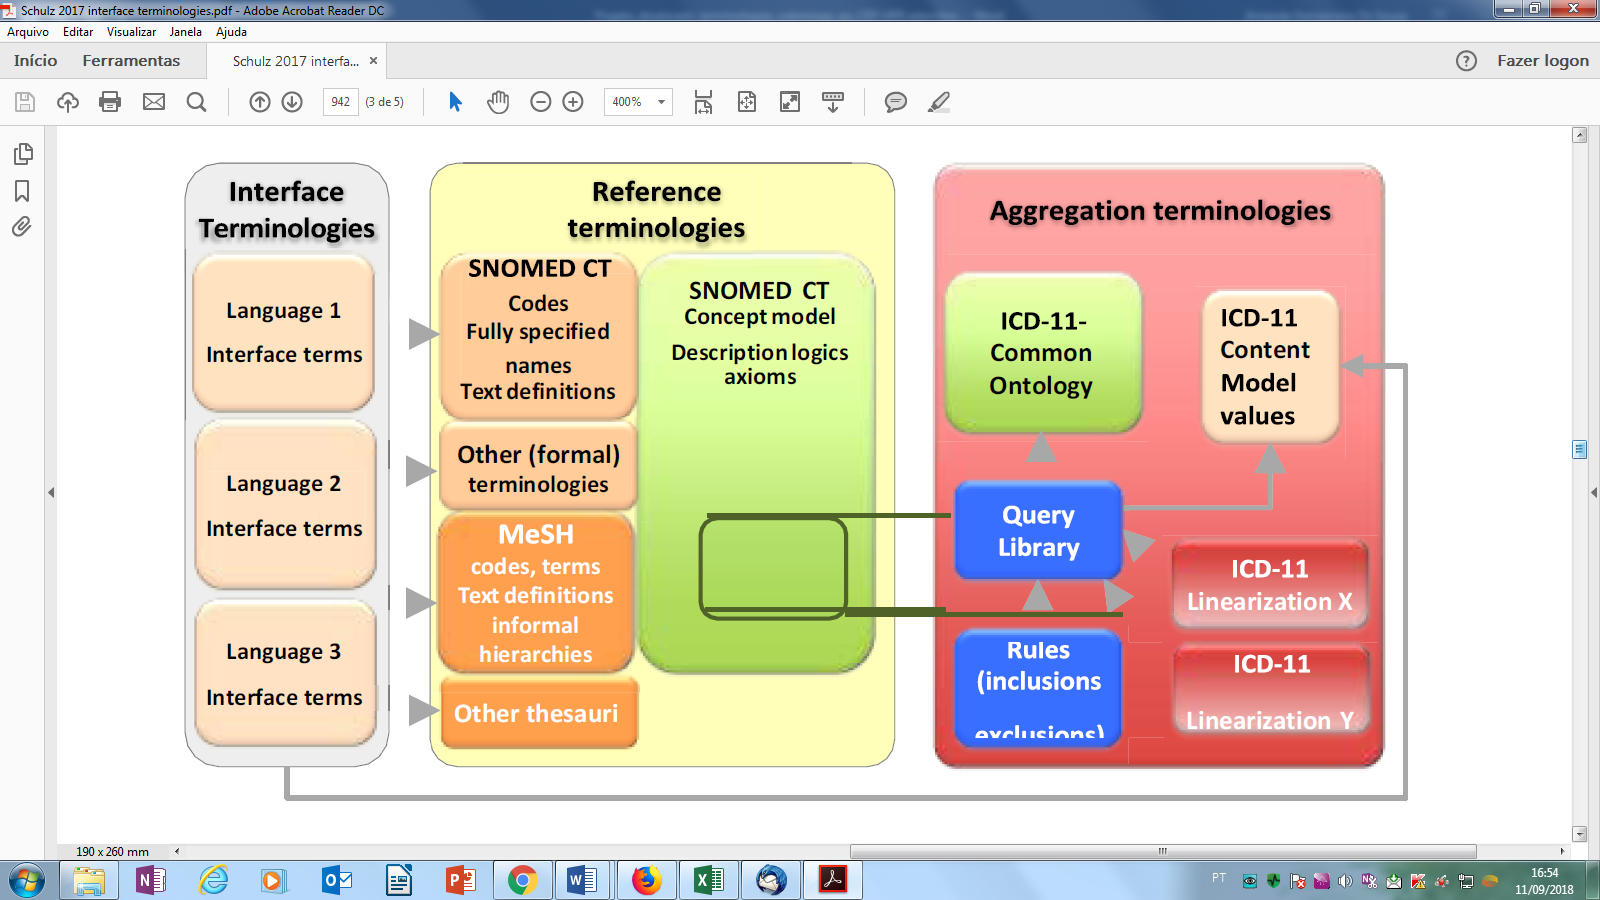 Schulz 2017 interface terminologies.pdf - Adobe Acrobat Reader DC
Arquivo Editar Visualizar Janela Ajuda
Início Ferramentas Schulz 2017 interfa... × Fazer logon
942 (3 de 5) 400%
Interface
Terminologies
Language 1
Interface terms
Language 2
Interface terms
Language 3
Interface terms
Reference
terminologies
SNOMED CT
Codes
Fully specified
names
Text definitions
Other (formal)
terminologies
MeSH
codes, terms
Text definitions
informal
hierarchies
Other thesauri
SNOMED CT
Concept model
Description logics
axioms
Aggregation terminologies
ICD-11-
Common
Ontology
ICD-11
Content
Model
values
Query
Library
Rules
(inclusions
exclusions)
ICD-11
Linearization X
ICD-11
Linearization Y
190 x 260 mm
PT
16:54
11/09/2018